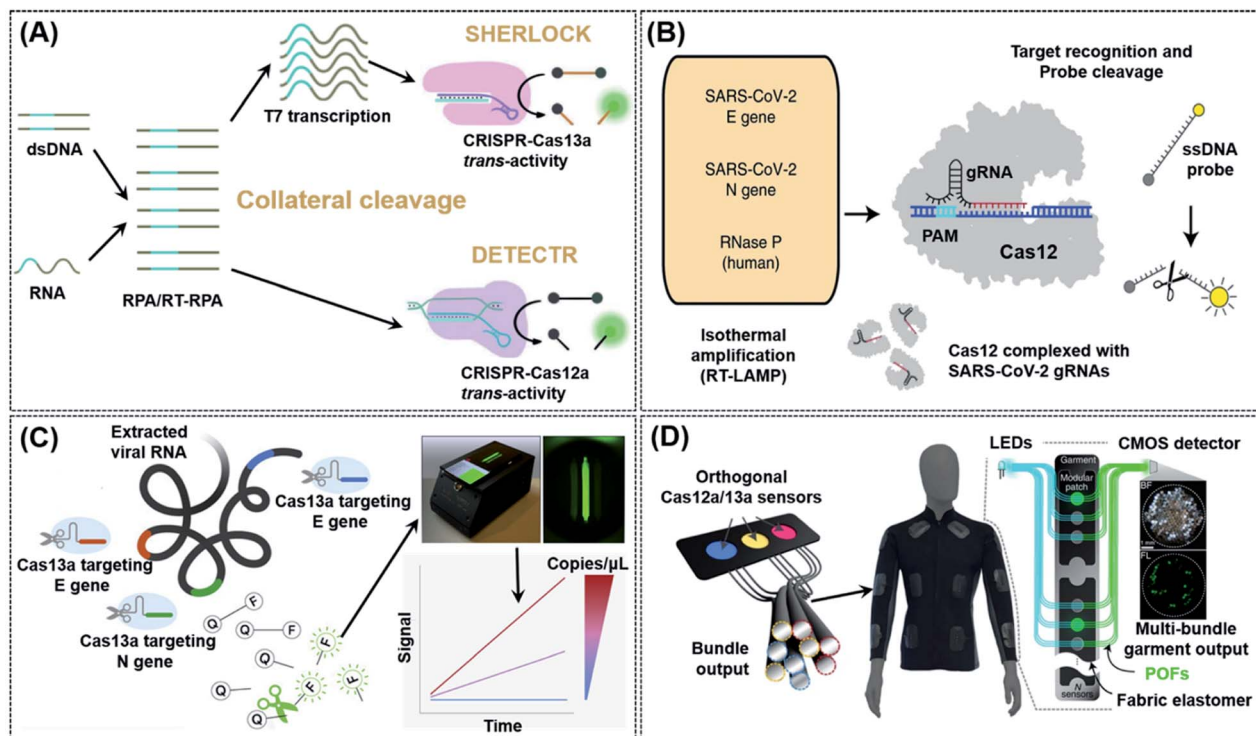 (A)
SHERLOCK
T7 transcription
CRISPR-Cas13a
trans-activity
dsDNA
Collateral cleavage
RNA
RPA/RT-RPA
DETECTR
CRISPR-Cas12a
trans-activity
(B)
Target recognition and
Probe cleavage
SARS-CoV-2
E gene
SARS-CoV-2
N gene
RNase P
(human)
gRNA
PAM
Cas12
ssDNA
probe
Isothermal
amplification
(RT-LAMP)
Cas12 complexed with
SARS-CoV-2 gRNAs
(C)
Extracted
viral RNA
Cas13a targeting
E gene
Cas13a targeting
E gene
Cas13a targeting
N gene
Q
F
Q
F
Q
F
Q
F
Q
F
Copies/µL
Signal
Time
(D)
Orthogonal
Cas12a/13a sensors
Bundle
output
LEDs
CMOS detector
Garment
Modular
patch
BF
1 mm
FL
Multi-bundle
garment output
POFs
Fabric elastomer
N
sensors